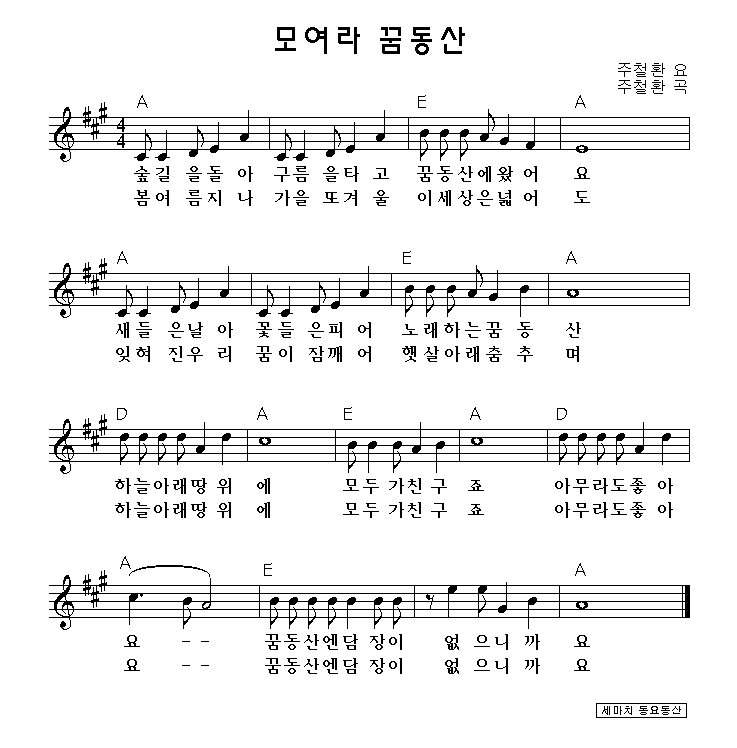 모여라 꿈동산
주철환 요
주철환 곡
A E A
4
4
숲길 을돌 아 구름 을타 고 꿈동산에왔어 요
봄여 름지 나 가을 또겨 울 이세상은넓어 도
A E A
새들 은날 아 꽃들 은피 어 노래하는꿈 동 산
잊혀 진우 리 꿈이 잠깨 어 햇살아래춤 추 며
D A E A D
하늘아래땅 위 에 모두 가친 구 죠 아무라도좋 아
하늘아래땅 위 에 모두 가친 구 죠 아무라도좋 아
A E A
요 - - 꿈동산엔담 장이 없 으니 까 요
요 - - 꿈동산엔담 장이 없 으니 까 요
세마치 동요동산